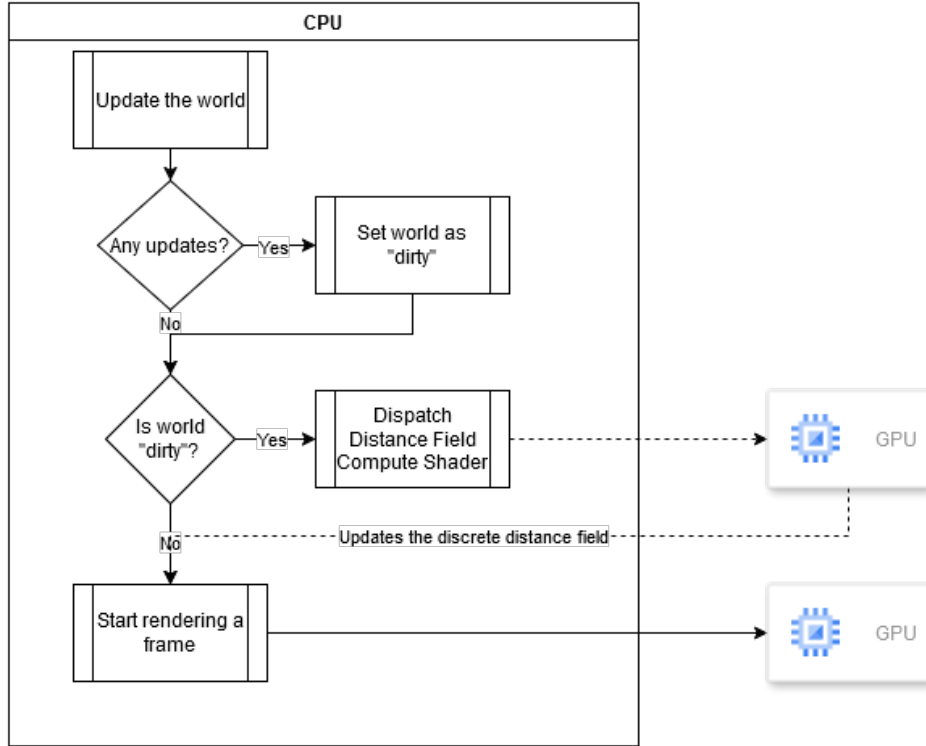 CPU
Update the world
Any updates?
Yes
Set world as
"dirty"
No
Is world
"dirty"?
Yes
Dispatch
Distance Field
Compute Shader
GPU
No
Updates the discrete distance field
Start rendering a
frame
GPU